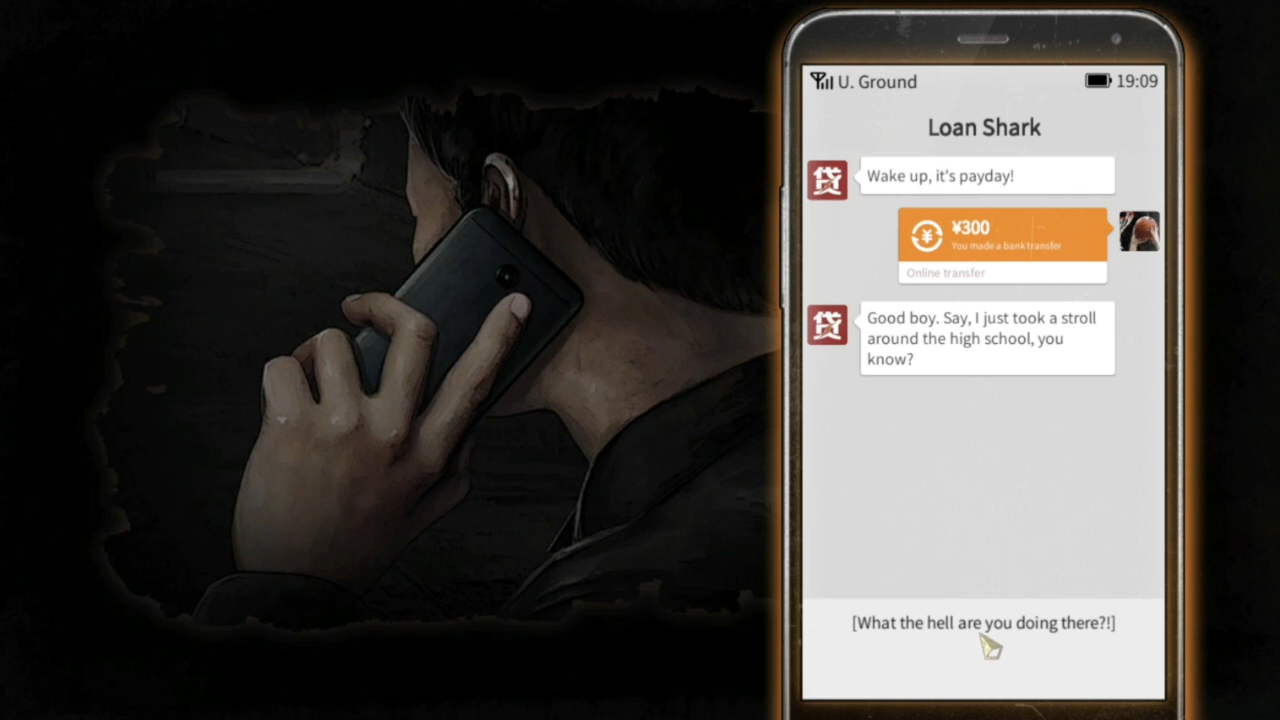 U. Ground
19:09
Loan Shark
贷
Wake up, it's payday!
¥300
You made a bank transfer
Online transfer
贷
Good boy. Say, I just took a stroll
around the high school, you
know?
[What the hell are you doing there?!]